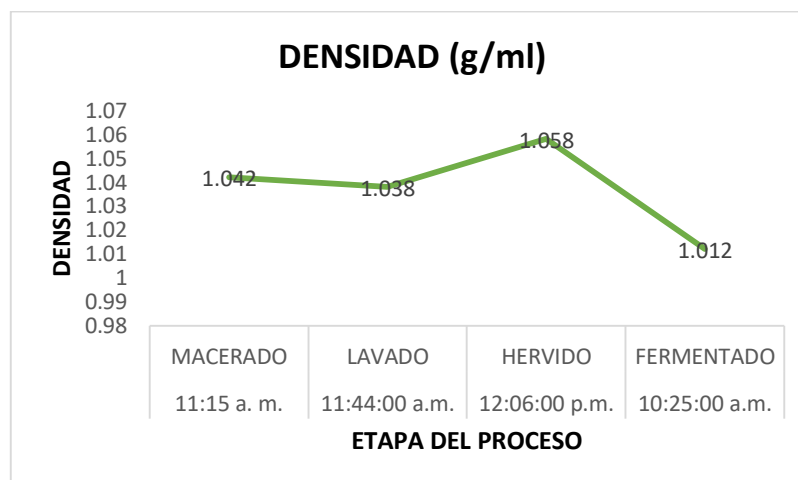 DENSIDAD (g/ml)
1.07
1.06
1.05
1.04
1.03
1.02
1.01
1
0.99
0.98
DENSIDAD
1.042
1.038
1.058
1.012
MACERADO LAVADO HERVIDO FERMENTADO
11:15 a. m. 11:44:00 a.m. 12:06:00 p.m. 10:25:00 a.m.
ETAPA DEL PROCESO